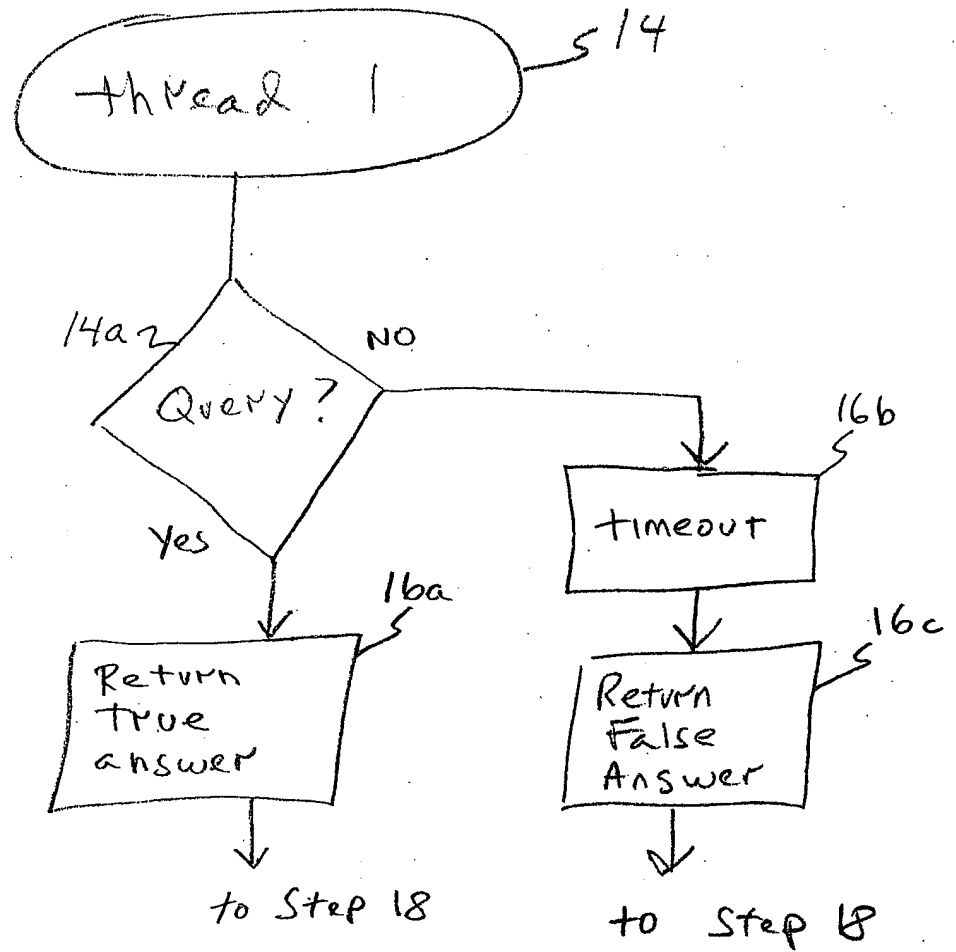 14
thread 1
14a
NO
Query?
16b
timeout
Yes
16a
16c
Return
True
answer
Return
False
Answer
to Step 18
to Step 18